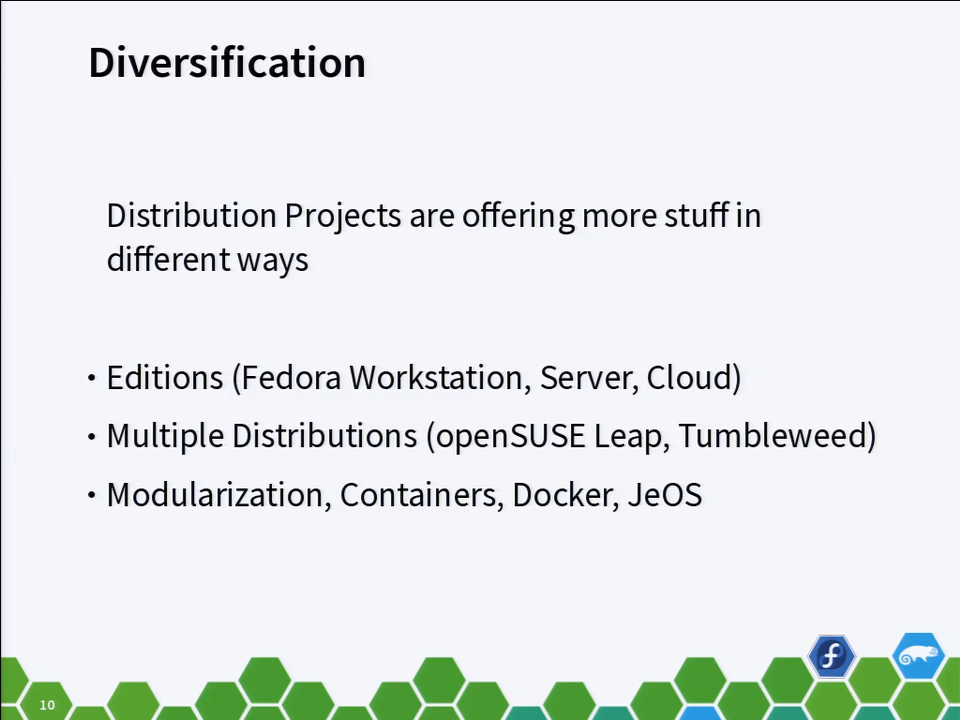 Diversification
Distribution Projects are offering more stuff in
different ways
• Editions (Fedora Workstation, Server, Cloud)
• Multiple Distributions (openSUSE Leap, Tumbleweed)
• Modularization, Containers, Docker, JeOS
10